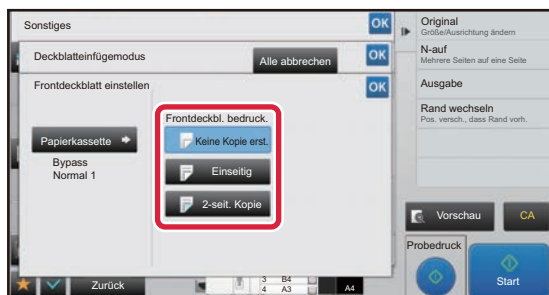 Sonstiges
OK
Deckblatteinfügemodus
Alle abbrechen
OK
Frontdeckblatt einstellen
OK
Frontdeckbl. bedruck.
Papierkassette
Keine Kopie erst.
Bypass
Normal 1
Einseitig
2-seit. Kopie
Original
Größe/Ausrichtung ändern
N-auf
Mehrere Seiten auf eine Seite
Ausgabe
Rand wechseln
Pos. versch., dass Rand vorh.
Vorschau
CA
Probedruck
Start
Zurück
3 B4
4 A3
A4